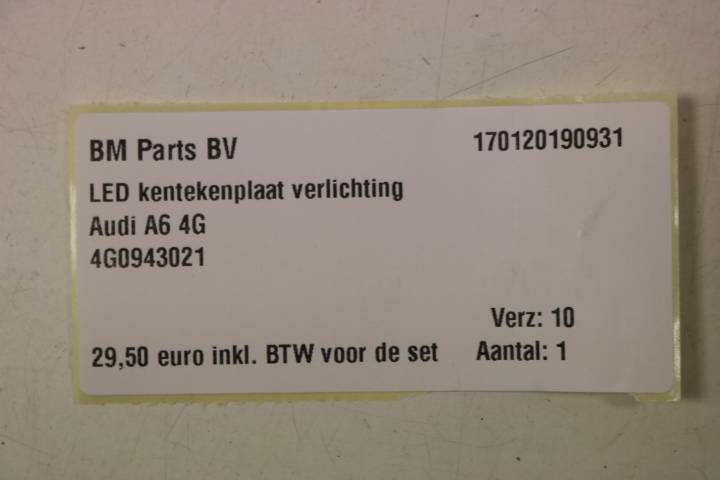 BM Parts BV 170120190931
LED kentekenplaat verlichting
Audi A6 4G
4G0943021
Verz: 10
29,50 euro inkl. BTW voor de set Aantal: 1